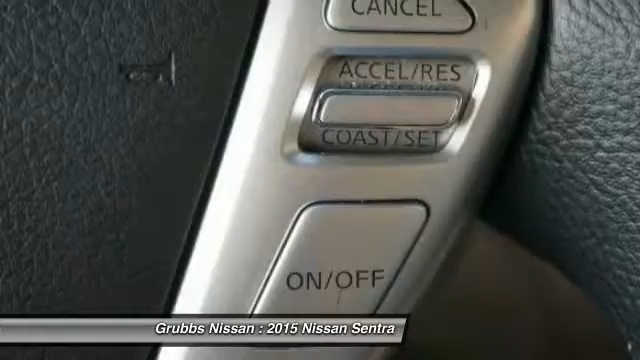 CANCEL
ACCEL/RES
COAST/SET
ON/OFF
Grubbs Nissan : 2015 Nissan Sentra